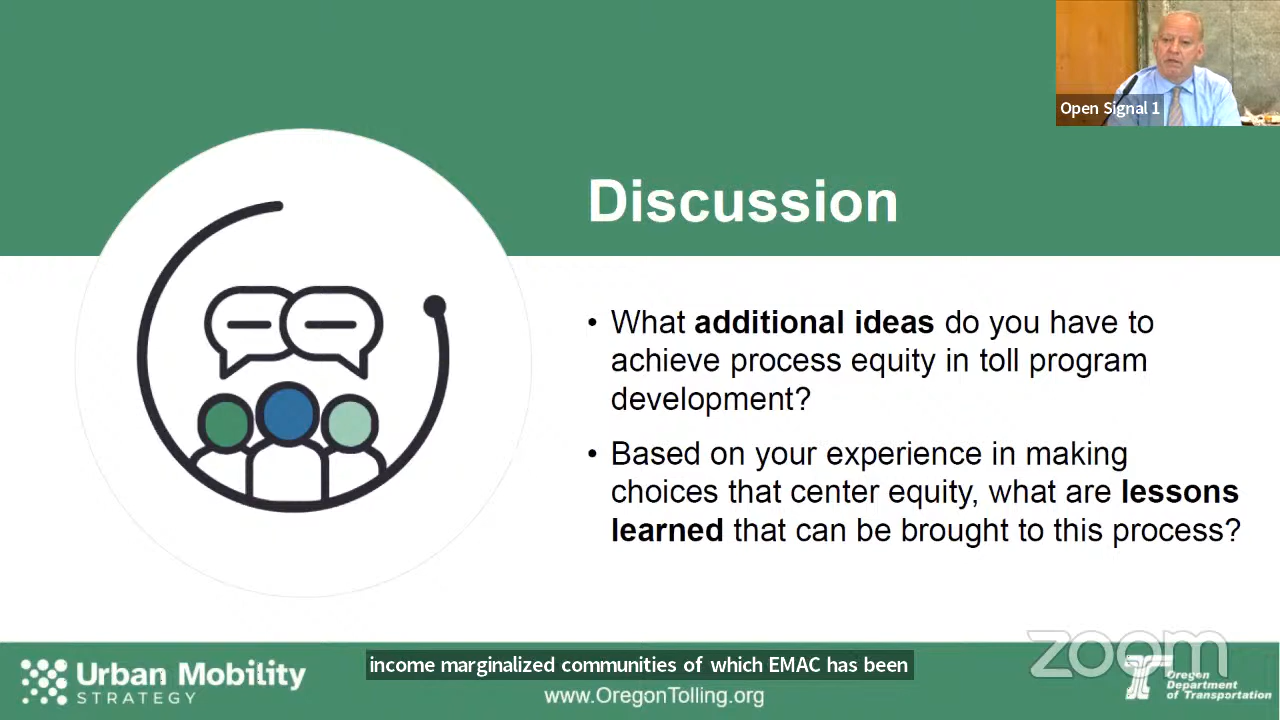 Open Signal 1
Discussion
• What additional ideas do you have to
achieve process equity in toll program
development?
• Based on your experience in making
choices that center equity, what are lessons
learned that can be brought to this process?
zoom
Urban Mobility
STRATEGY
income marginalized communities of which EMAC has been
www.OregonTolling.org
Oregon
Department
of Transportation